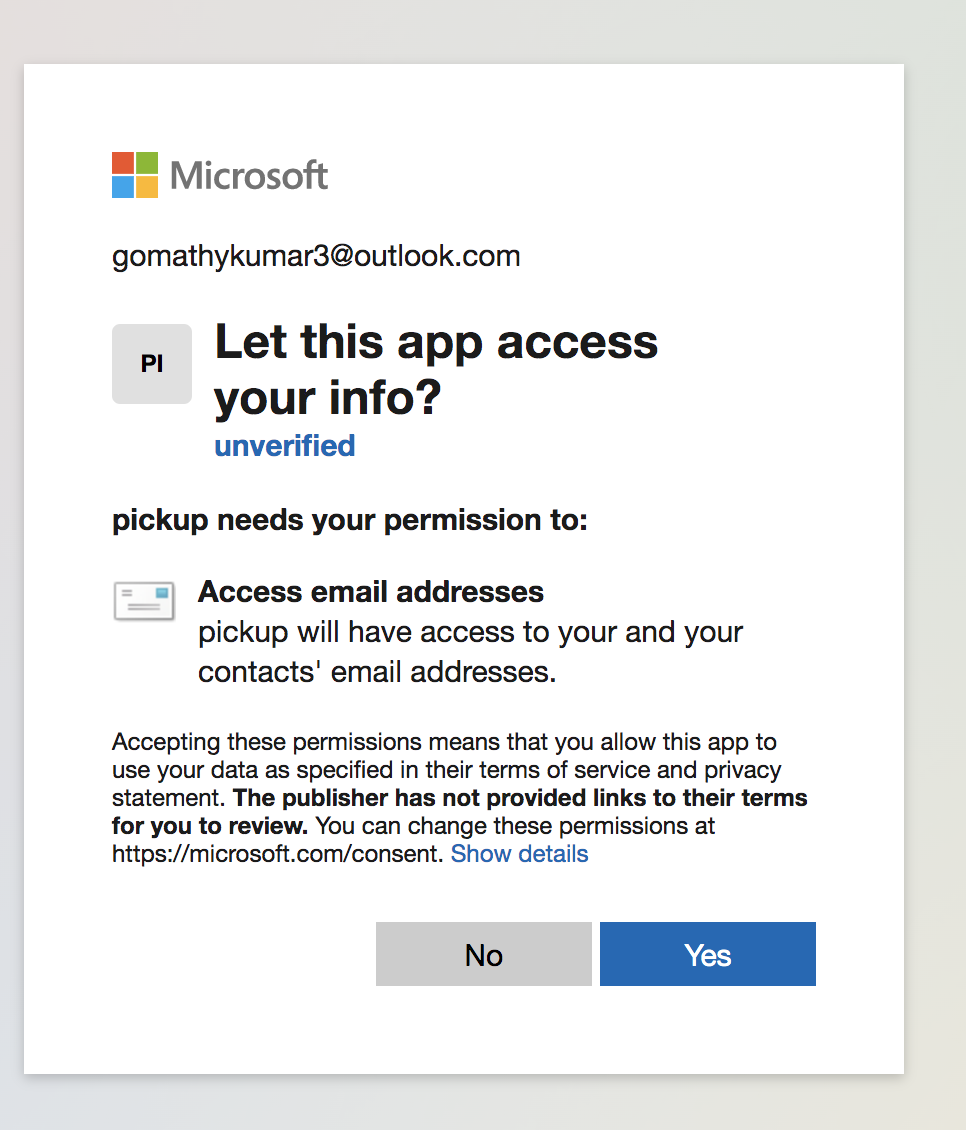 Microsoft
gomathykumar3@outlook.com
PI
Let this app access
your info?
unverified
pickup needs your permission to:
Access email addresses
pickup will have access to your and your
contacts' email addresses.
Accepting these permissions means that you allow this app to
use your data as specified in their terms of service and privacy
statement. The publisher has not provided links to their terms
for you to review. You can change these permissions at
https://microsoft.com/consent. Show details
No
Yes